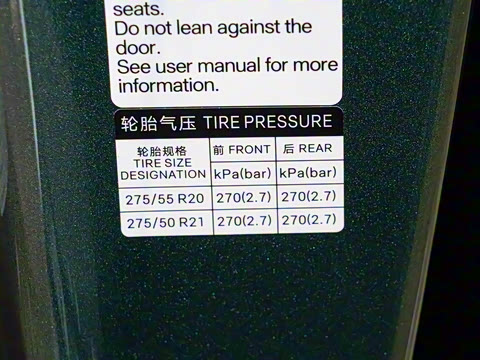 seats.
Do not lean against the
door.
See user manual for more
information.
轮胎气压 TIRE PRESSURE
轮胎规格
TIRE SIZE
DESIGNATION
前 FRONT
后 REAR
kPa(bar)
kPa(bar)
275/55 R20 270(2.7) 270(2.7)
275/50 R21 270(2.7) 270(2.7)